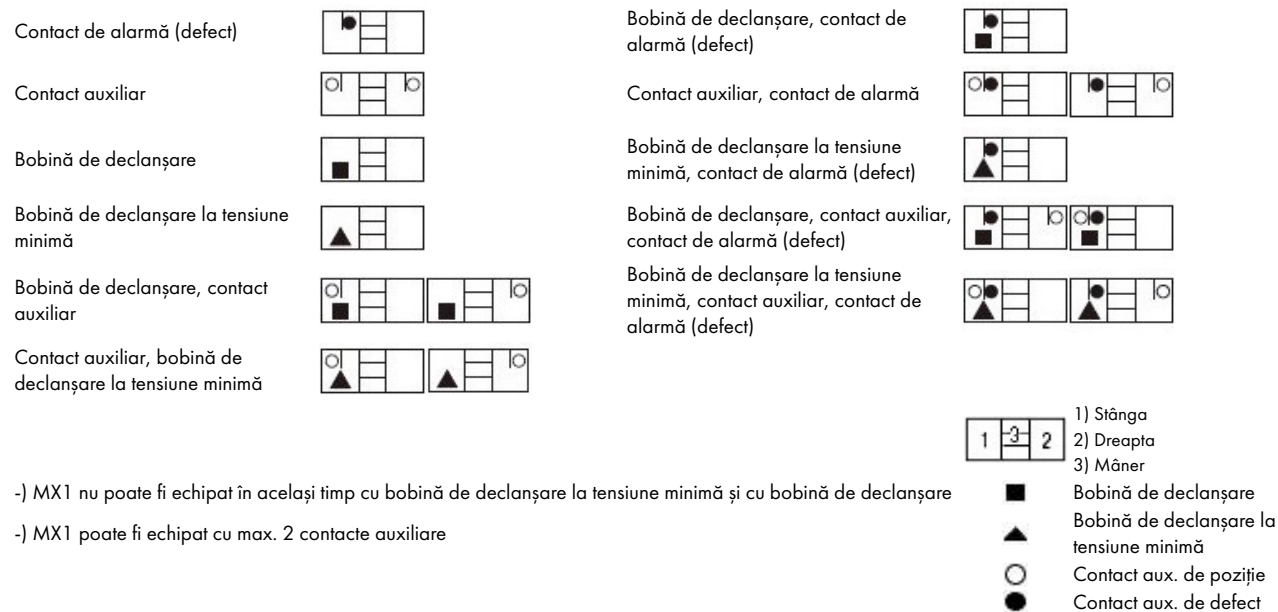 Contact de alarmă (defect)
Contact auxiliar
Bobină de declanșare
Bobină de declanșare la tensiune
minimă
Bobină de declanșare, contact
auxiliar
Contact auxiliar, bobină de
declanșare la tensiune minimă
Bobină de declanșare, contact de
alarmă (defect)
Contact auxiliar, contact de alarmă
Bobină de declanșare la tensiune
minimă, contact de alarmă (defect)
Bobină de declanșare, contact auxiliar,
contact de alarmă (defect)
Bobină de declanșare la tensiune
minimă, contact auxiliar, contact de
alarmă (defect)
1 3 2
1) Stânga
2) Dreapta
3) Mâner
-) MX1 nu poate fi echipat în același timp cu bobină de declanșare la tensiune minimă și cu bobină de declanșare
-) MX1 poate fi echipat cu max. 2 contacte auxiliare
Bobină de declanșare
Bobină de declanșare la
tensiune minimă
Contact aux. de poziție
Contact aux. de defect